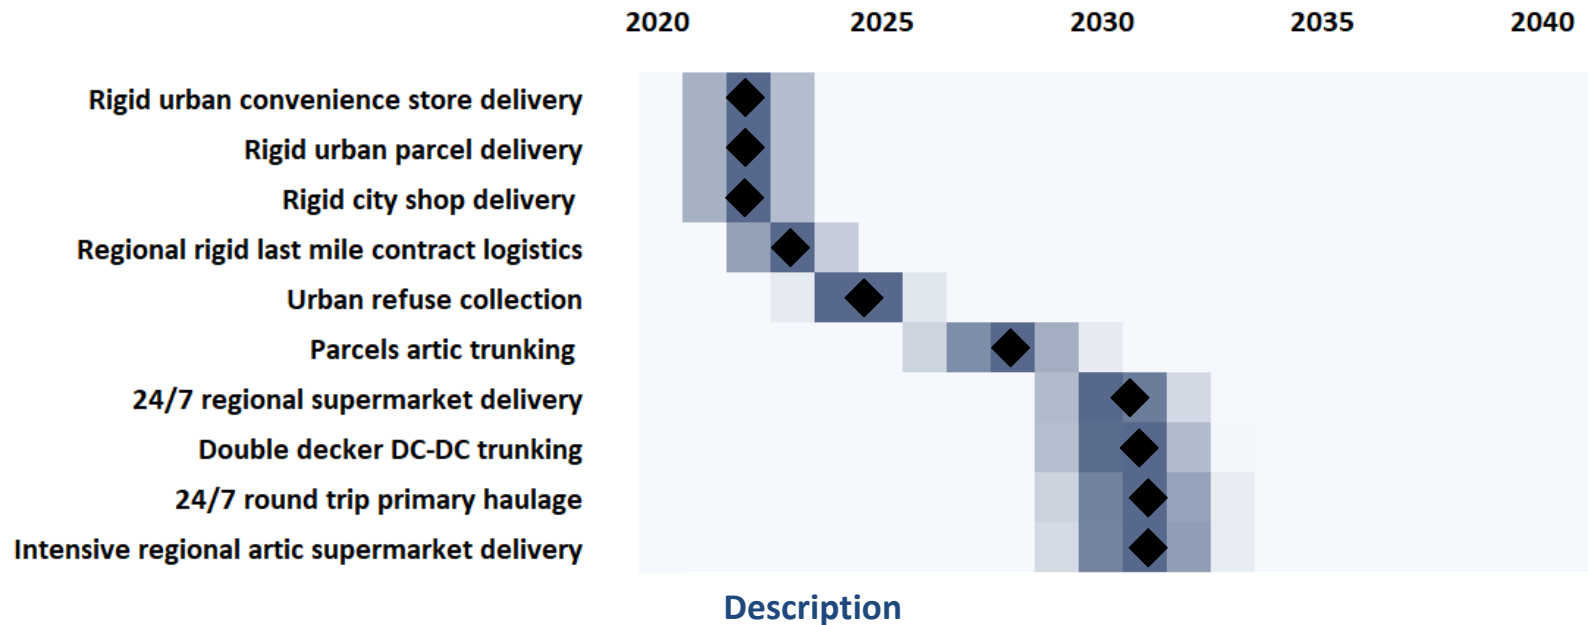 2020 2025 2030 2035 2040
Rigid urban convenience store delivery
Rigid urban parcel delivery
Rigid city shop delivery
Regional rigid last mile contract logistics
Urban refuse collection
Parcels artic trunking
24/7 regional supermarket delivery
Double decker DC-DC trunking
24/7 round trip primary haulage
Intensive regional artic supermarket delivery
Description